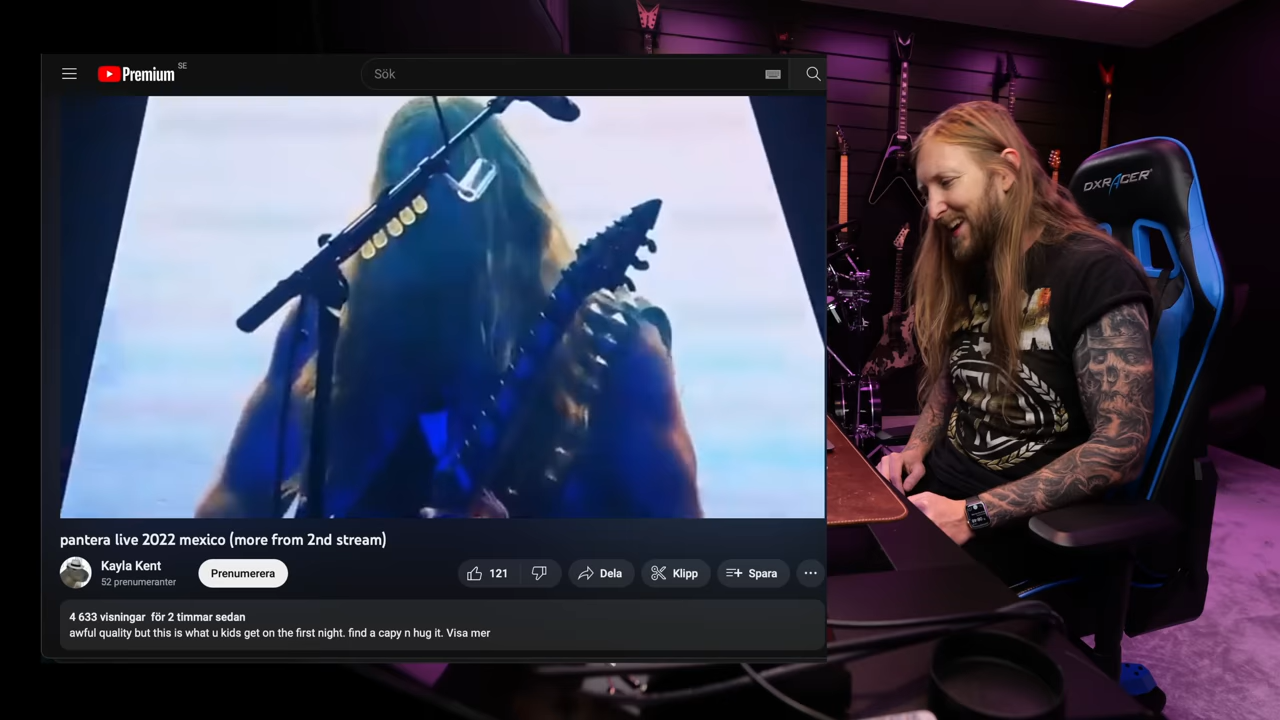 Premium SE
Sök
DXRACER
pantera live 2022 mexico (more from 2nd stream)
Kayla Kent
52 prenumeranter
Prenumerera
121
Dela
Klipp
Spara
4 633 visningar för 2 timmar sedan
awful quality but this is what u kids get on the first night. find a capy n hug it. Visa mer